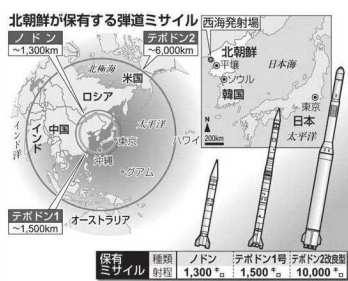 北朝鮮が保有する弾道ミサイル
ノドン
~1,300km
テポドン2
~6,000km
西海発射場
北極海
米国
ロシア
北朝鮮
平壌
ソウル
韓国
日本海
東京
日本
太平洋
N
200km
インド洋
インド
中国
東京
沖縄
太平洋
ハワイ
グアム
テポドン1
~1,500km
オーストラリア
保有ミサイル
種類 ノドン テポドン1号 テポドン2改良型
射程 1,300㌔ 1,500㌔ 10,000㌔